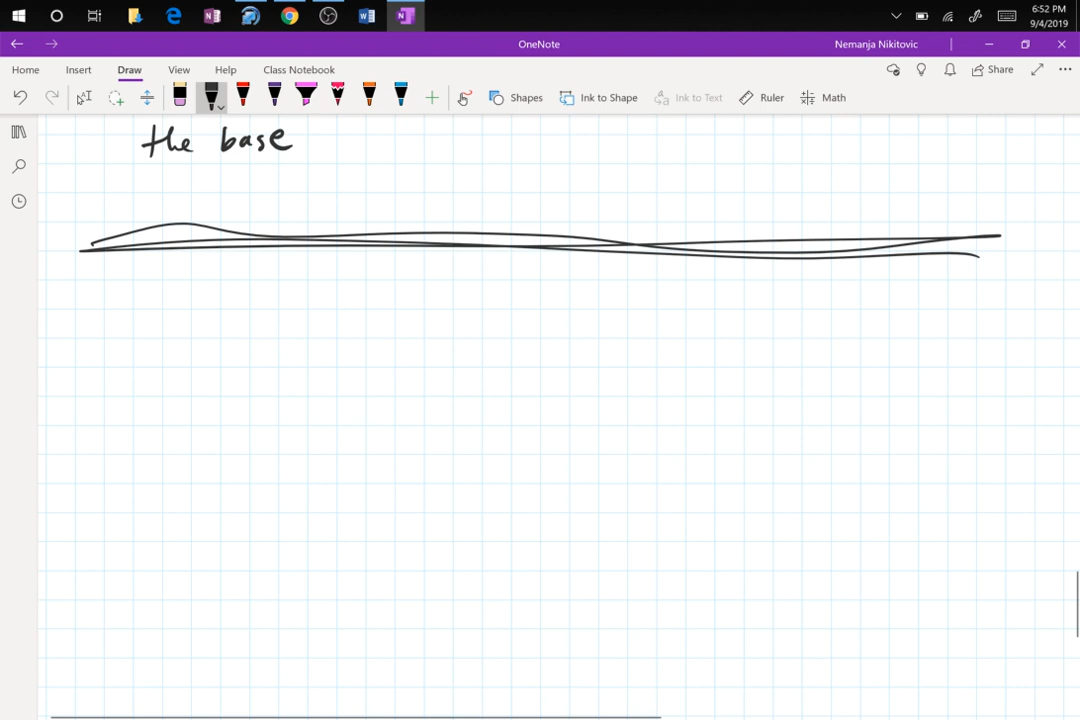 6:52 PM
9/4/2019
OneNote
Nemanja Nikitovic
Home Insert Draw View Help Class Notebook Share
Shapes Ink to Shape Ink to Text Ruler Math
the base